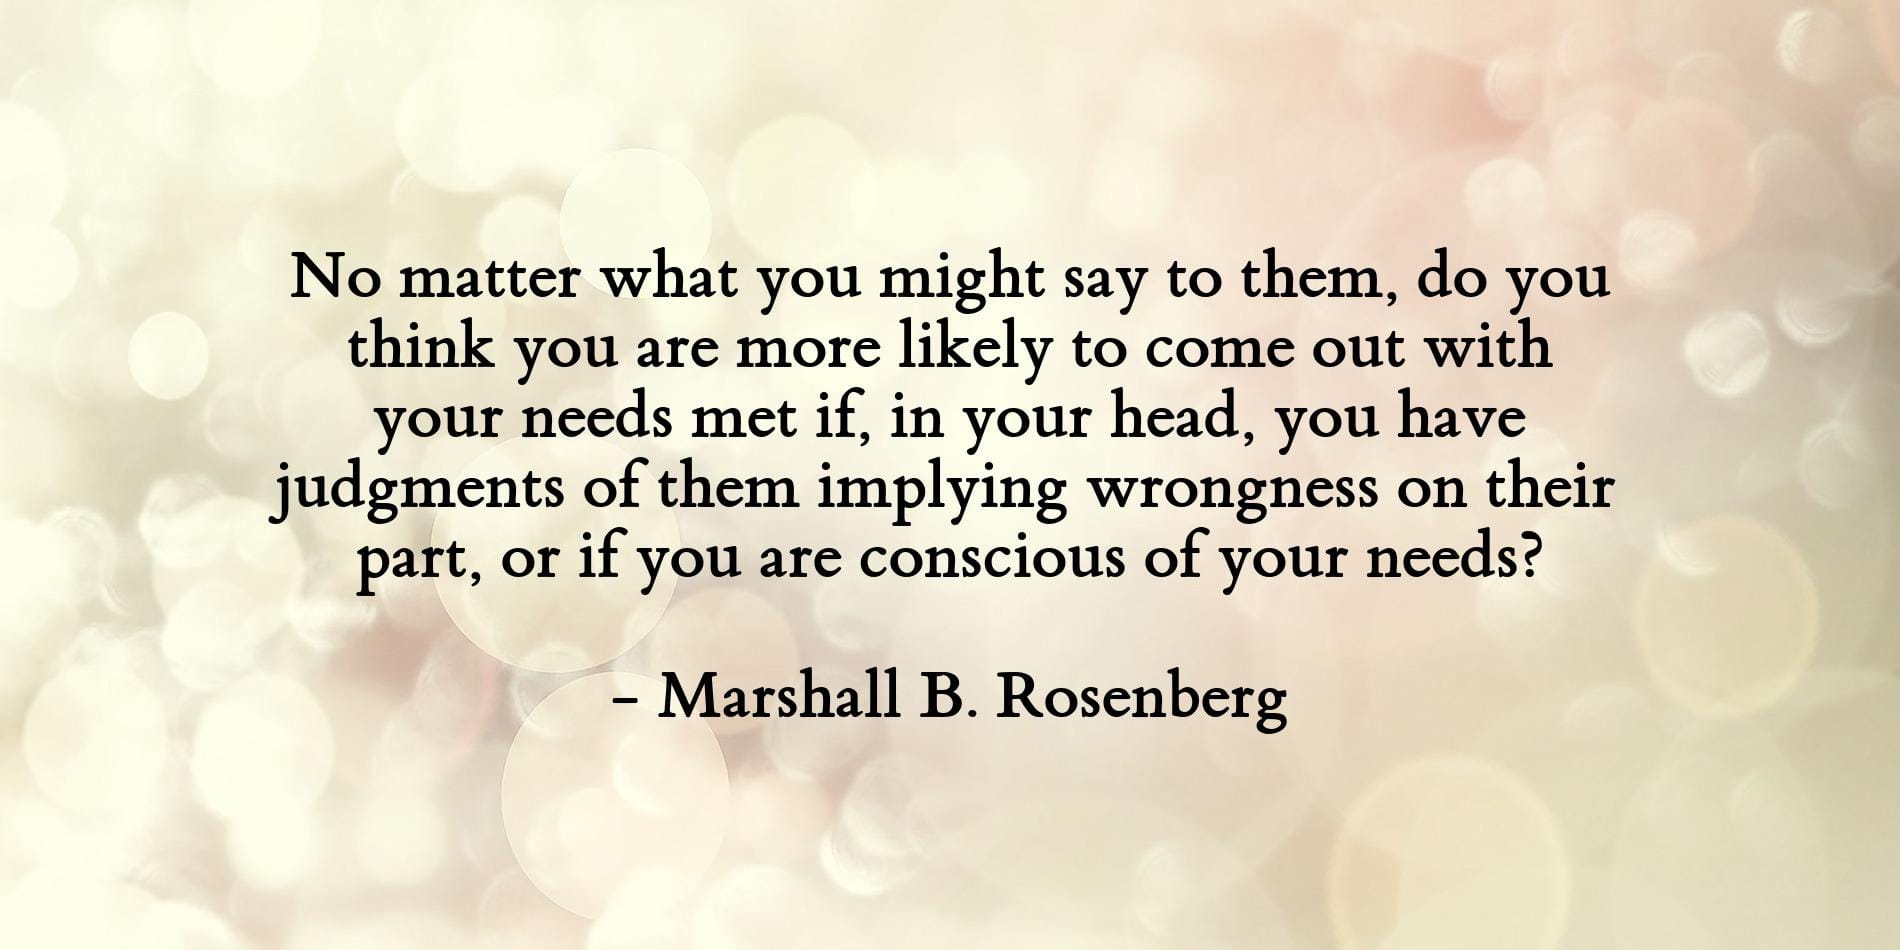 No matter what you might say to them, do you
think you are more likely to come out with
your needs met if, in your head, you have
judgments of them implying wrongness on their
part, or if you are conscious of your needs?
– Marshall B. Rosenberg